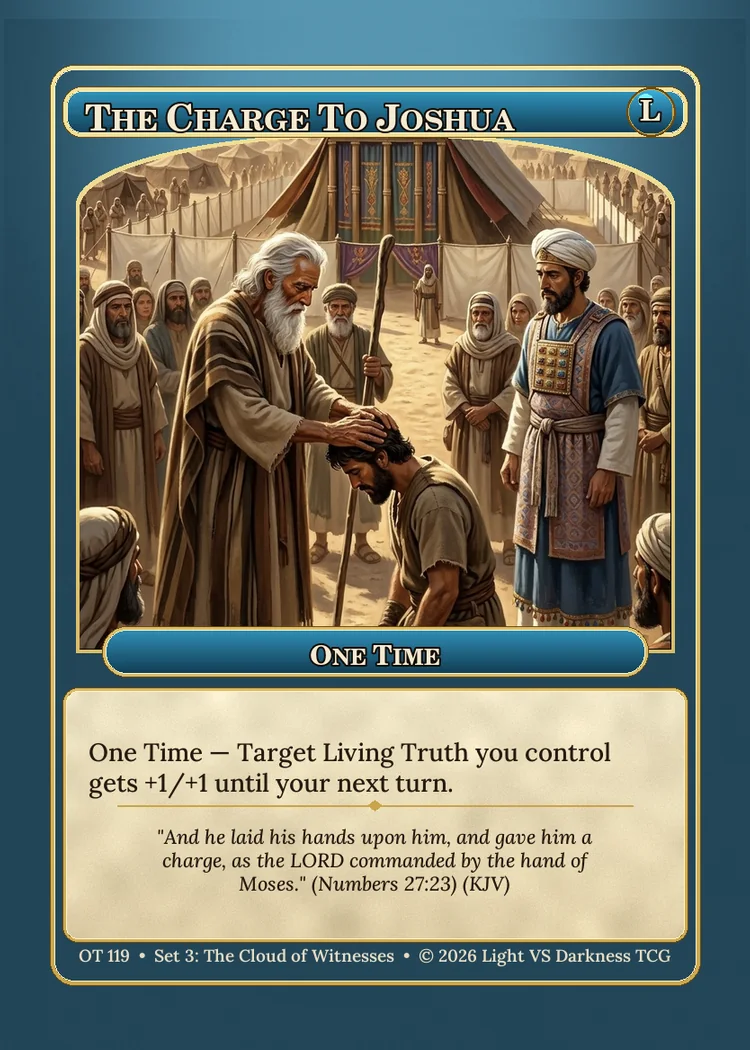 The Charge To Joshua
L
One Time
One Time — Target Living Truth you control
gets +1/+1 until your next turn.
"And he laid his hands upon him, and gave him a
charge, as the LORD commanded by the hand of
Moses." (Numbers 27:23) (KJV)
OT 119 • Set 3: The Cloud of Witnesses • © 2026 Light VS Darkness TCG